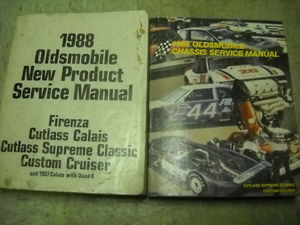 1988
Oldsmobile
New Product
Service Manual
Firenza
Cutlass Calais
Cutlass Supreme Classic
Custom Cruiser
and 1987 Calais with Quad 4
1988 OLDSMOBILE
CHASSIS SERVICE MANUAL
44
CUTLASS SUPREME CLASSIC
CUSTOM CRUISER